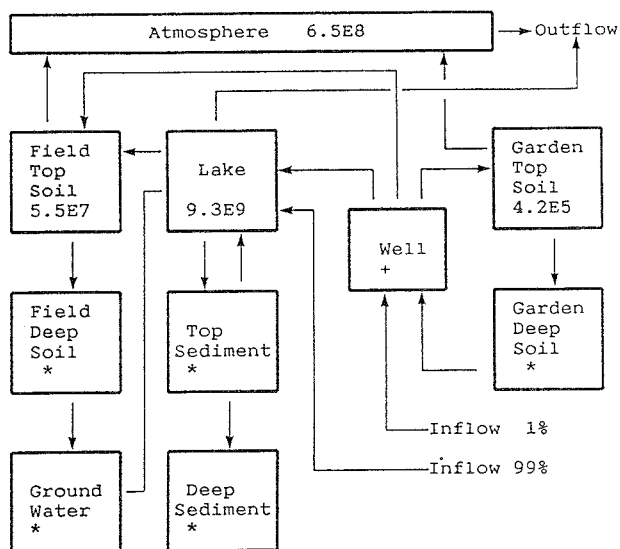 Atmosphere 6.5E8
Outflow
Field
Top
Soil
5.5E7
Lake
9.3E9
Garden
Top
Soil
4.2E5
Well
+
Field
Deep
Soil
*
Top
Sediment
*
Garden
Deep
Soil
*
Inflow 1%
Inflow 99%
Ground
Water
*
Deep
Sediment
*